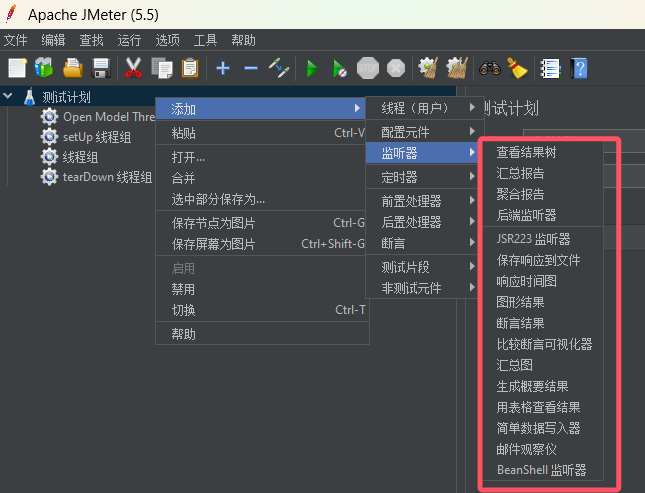 Apache JMeter (5.5)
文件 编辑 查找 运行 选项 工具 帮助
测试计划
Open Model Thre
setUp 线程组
线程组
tearDown 线程组
添加
粘贴 Ctrl-V
打开...
合并
选中部分保存为...
保存节点为图片 Ctrl-G
保存屏幕为图片 Ctrl+Shift-G
启用
禁用
切换 Ctrl-T
帮助
线程（用户）
配置元件
监听器
定时器
前置处理器
后置处理器
断言
测试片段
非测试元件
测试计划
查看结果树
汇总报告
聚合报告
后端监听器
JSR223 监听器
保存响应到文件
响应时间图
图形结果
断言结果
比较断言可视化器
汇总图
生成概要结果
用表格查看结果
简单数据写入器
邮件观察仪
BeanShell 监听器